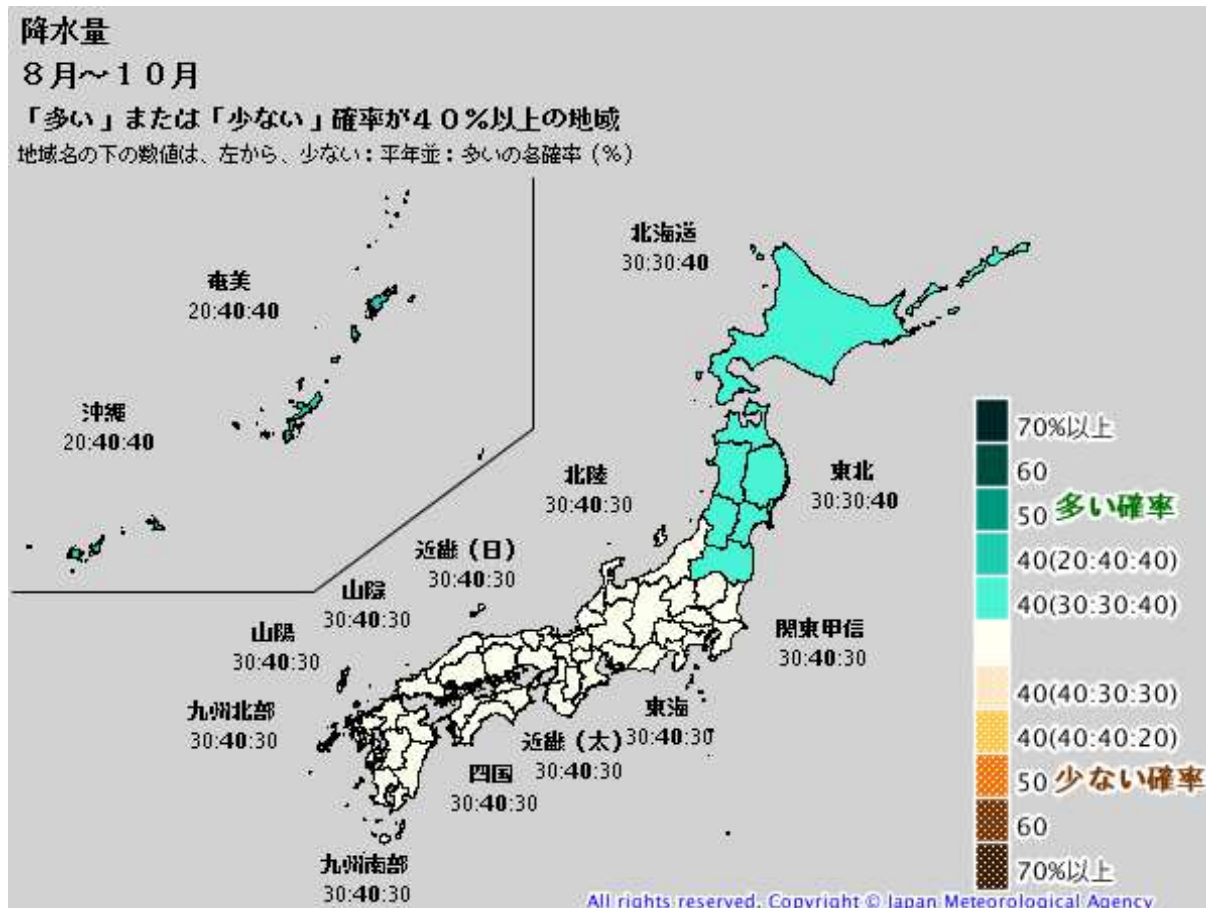 降水量
８月～１０月
「多い」または「少ない」確率が４０％以上の地域
地域名の下の数値は、左から、少ない：平年並：多いの各確率（％）
北海道
30:30:40
奄美
20:40:40
沖縄
20:40:40
北陸
30:40:30
東北
30:30:40
近畿（日）
30:40:30
山陰
30:40:30
山陽
30:40:30
関東甲信
30:40:30
九州北部
30:40:30
東海
30:40:30
近畿（太）
30:40:30
四国
30:40:30
九州南部
30:40:30
70%以上
60
50 多い確率
40(20:40:40)
40(30:30:40)
40(40:30:30)
40(40:40:20)
50 少ない確率
60
70%以上
All rights reserved. Copyright © Japan Meteorological Agency